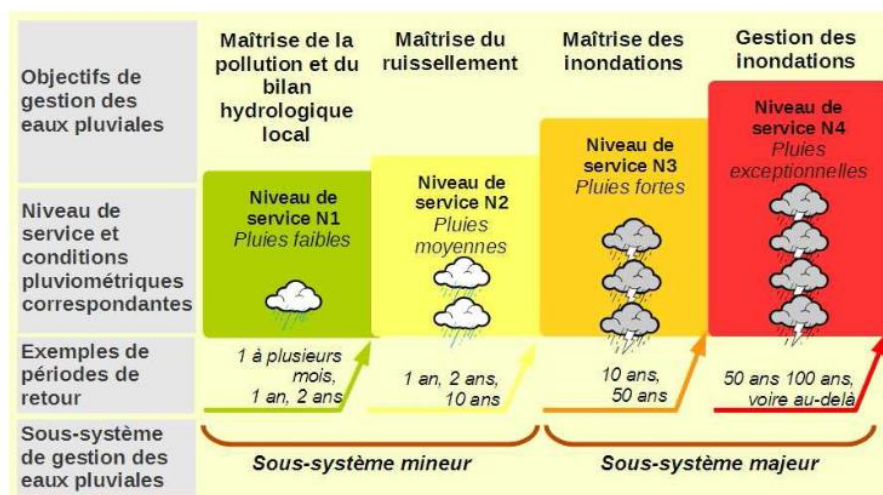 Objectifs de
gestion des
eaux pluviales
Maîtrise de la
pollution et du
bilan
hydrologique
local
Maîtrise du
ruissellement
Maîtrise des
inondations
Gestion des
inondations
Niveau de
service et
conditions
pluviométriques
correspondantes
Niveau de
service N1
Pluies faibles
Niveau de
service N2
Pluies
moyennes
Niveau de
service N3
Pluies fortes
Niveau de
service N4
Pluies
exceptionnelles
Exemples de
périodes de
retour
1 à plusieurs
mois,
1 an, 2 ans
1 an, 2 ans,
10 ans
10 ans,
50 ans
50 ans 100 ans,
voire au-delà
Sous-système
de gestion des
eaux pluviales
Sous-système mineur
Sous-système majeur